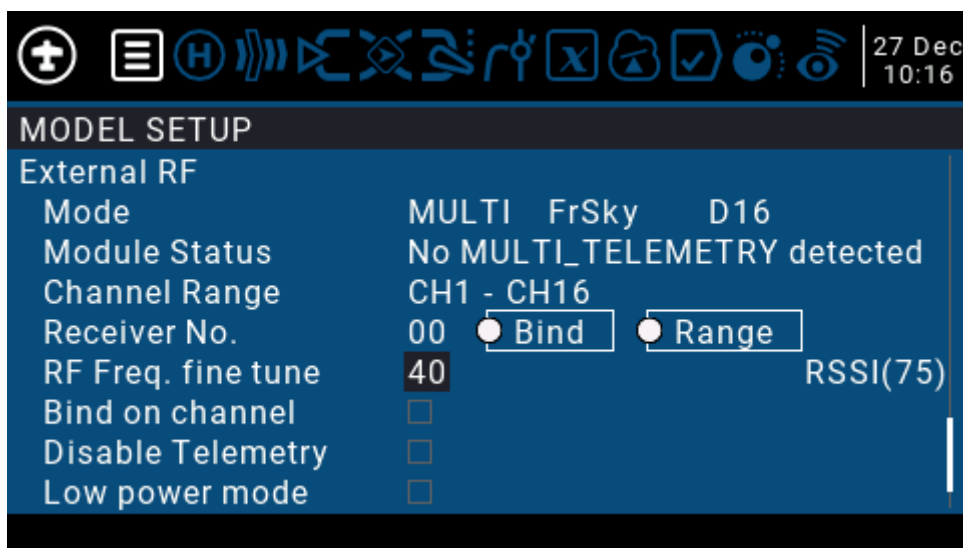 H X 27 Dec
10:16
MODEL SETUP
External RF
Mode MULTI FrSky D16
Module Status No MULTI_TELEMETRY detected
Channel Range CH1 - CH16
Receiver No. 00 Bind Range
RF Freq. fine tune 40 RSSI(75)
Bind on channel
Disable Telemetry
Low power mode